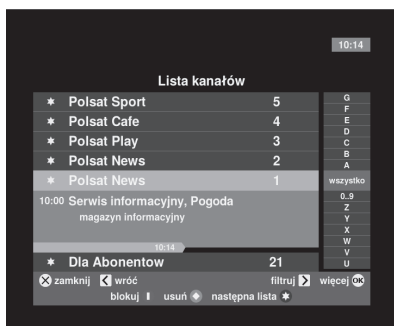 10:14
Lista kanałów
* Polsat Sport 5
* Polsat Cafe 4
* Polsat Play 3
* Polsat News 2
* Polsat News 1
10:00 Serwis informacyjny, Pogoda
magazyn informacyjny
10:14
* Dla Abonentow 21
G
F
E
D
C
B
A
wszystko
0..9
Z
Y
X
W
V
U
zamknij wróć filtruj więcej OK
blokuj usuń następna lista *